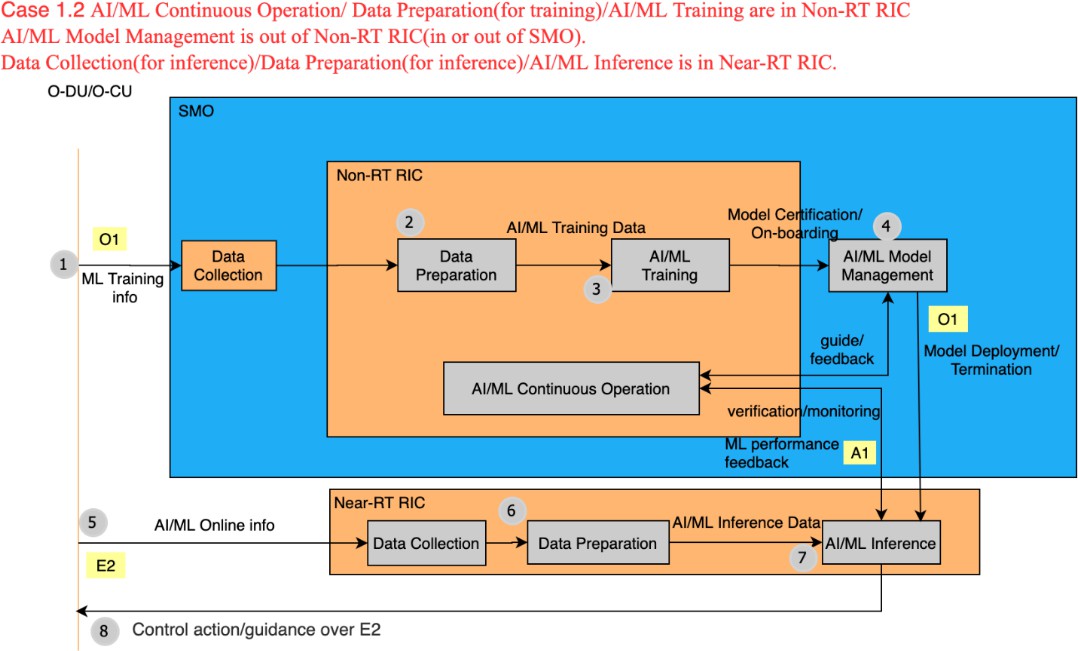 Case 1.2 AI/ML Continuous Operation/ Data Preparation(for training)/AI/ML Training are in Non-RT RIC
AI/ML Model Management is out of Non-RT RIC(in or out of SMO).
Data Collection(for inference)/Data Preparation(for inference)/AI/ML Inference is in Near-RT RIC.
O-DU/O-CU
SMO
Non-RT RIC
2
AI/ML Training Data
Model Certification/
On-boarding
4
O1
1
ML Training
info
Data
Collection
Data
Preparation
3
AI/ML
Training
AI/ML Model
Management
O1
Model Deployment/
Termination
guide/
feedback
AI/ML Continuous Operation
verification/monitoring
ML performance
feedback
A1
Near-RT RIC
5
AI/ML Online info
E2
Data Collection
6
Data Preparation
AI/ML Inference Data
7
AI/ML Inference
8
Control action/guidance over E2